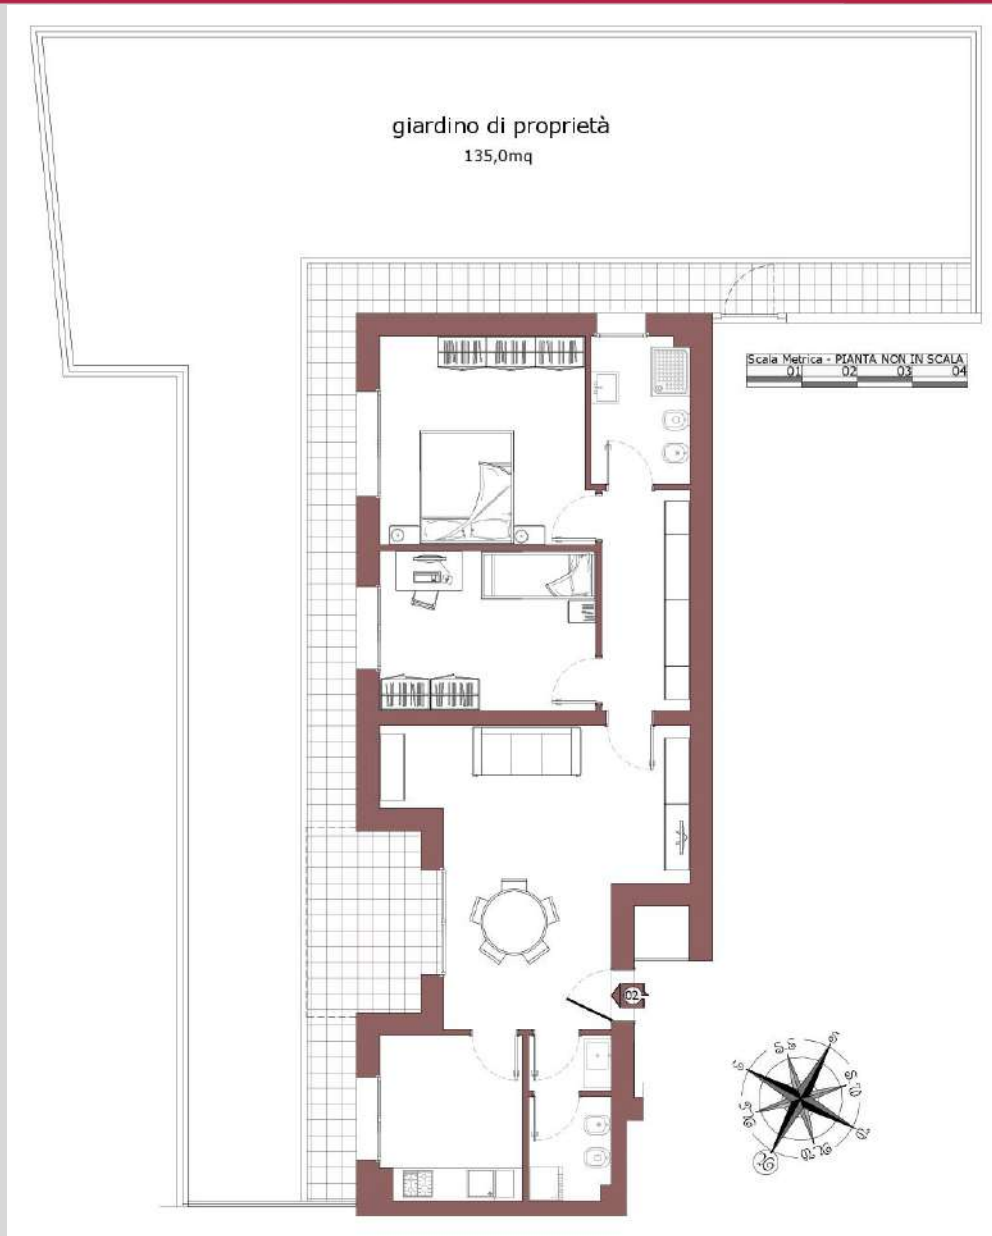 giardino di proprietà
135,0mq
Scala Metrica - PIANTA NON IN SCALA
01 02 03 04
02